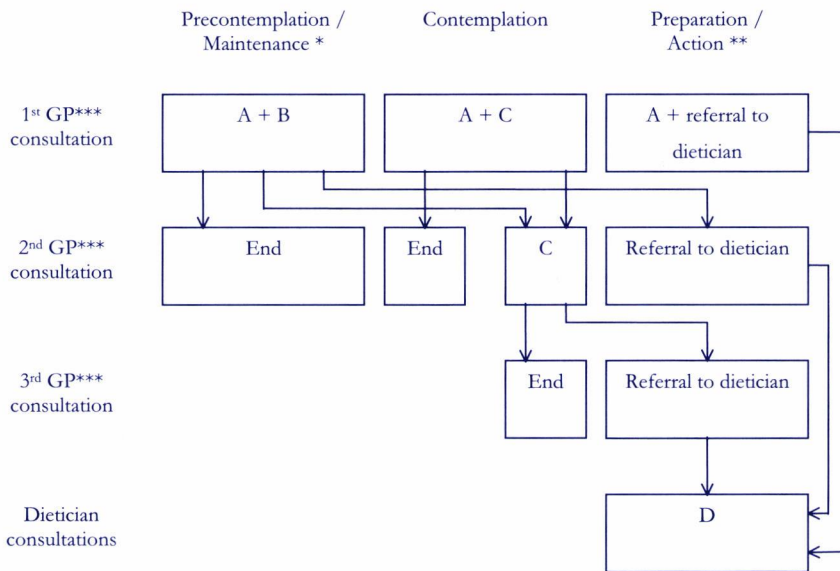 Precontemplation /
Maintenance *
Contemplation
Preparation /
Action **
1st GP***
consultation
A + B
A + C
A + referral to
dietician
2nd GP***
consultation
End
End
C
Referral to dietician
3rd GP***
consultation
End
Referral to dietician
Dietician
consultations
D